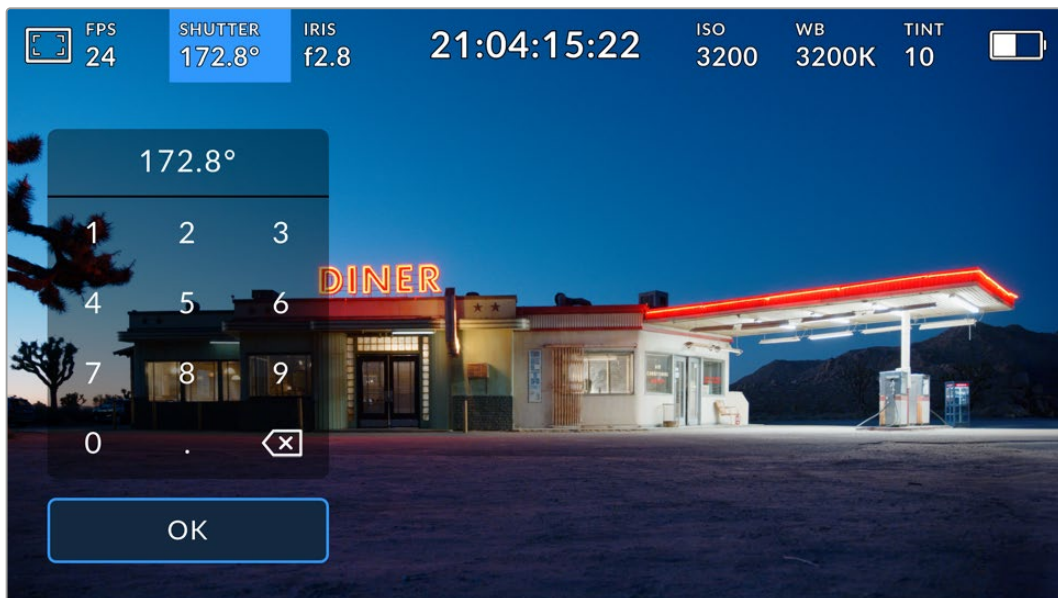 FPS
24
SHUTTER
172.8°
IRIS
f2.8
21:04:15:22
ISO
3200
WB
3200K
TINT
10
172.8°
1 2 3
4 5 6
7 8 9
0 .
OK
DINER